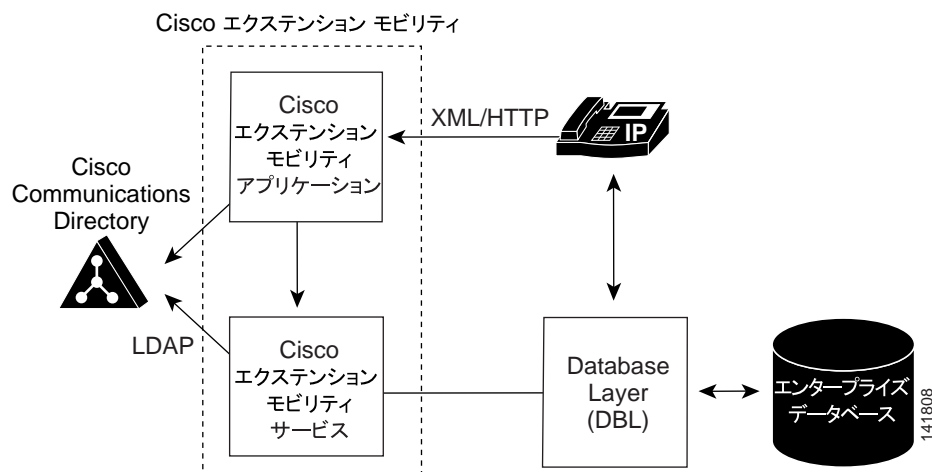 Cisco エクステンション モビリティ
Cisco
エクステンション
モビリティ
アプリケーション
XML/HTTP
IP
Cisco
Communications
Directory
LDAP
Cisco
エクステンション
モビリティ
サービス
Database
Layer
(DBL)
エンタープライズ
データベース
141808